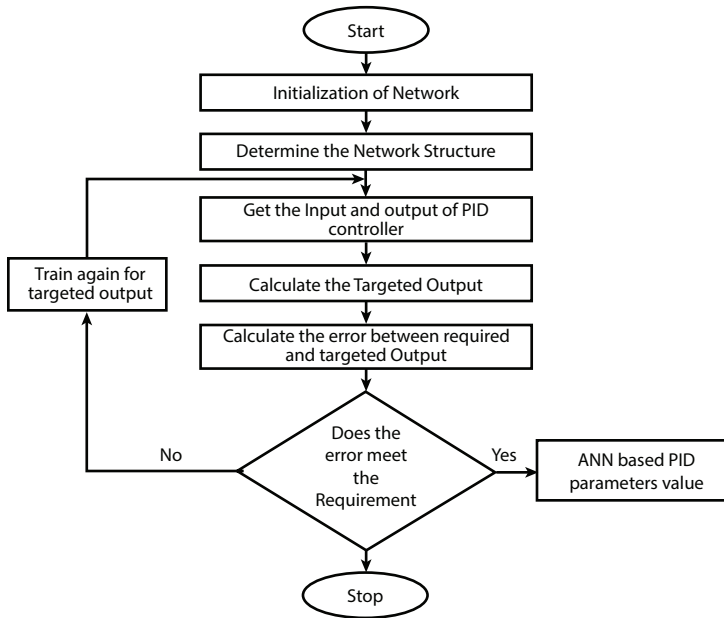 Start
Initialization of Network
Determine the Network Structure
Get the Input and output of PID
controller
Train again for
targeted output
Calculate the Targeted Output
Calculate the error between required
and targeted Output
Does the
error meet
the
Requirement
No
Yes
ANN based PID
parameters value
Stop